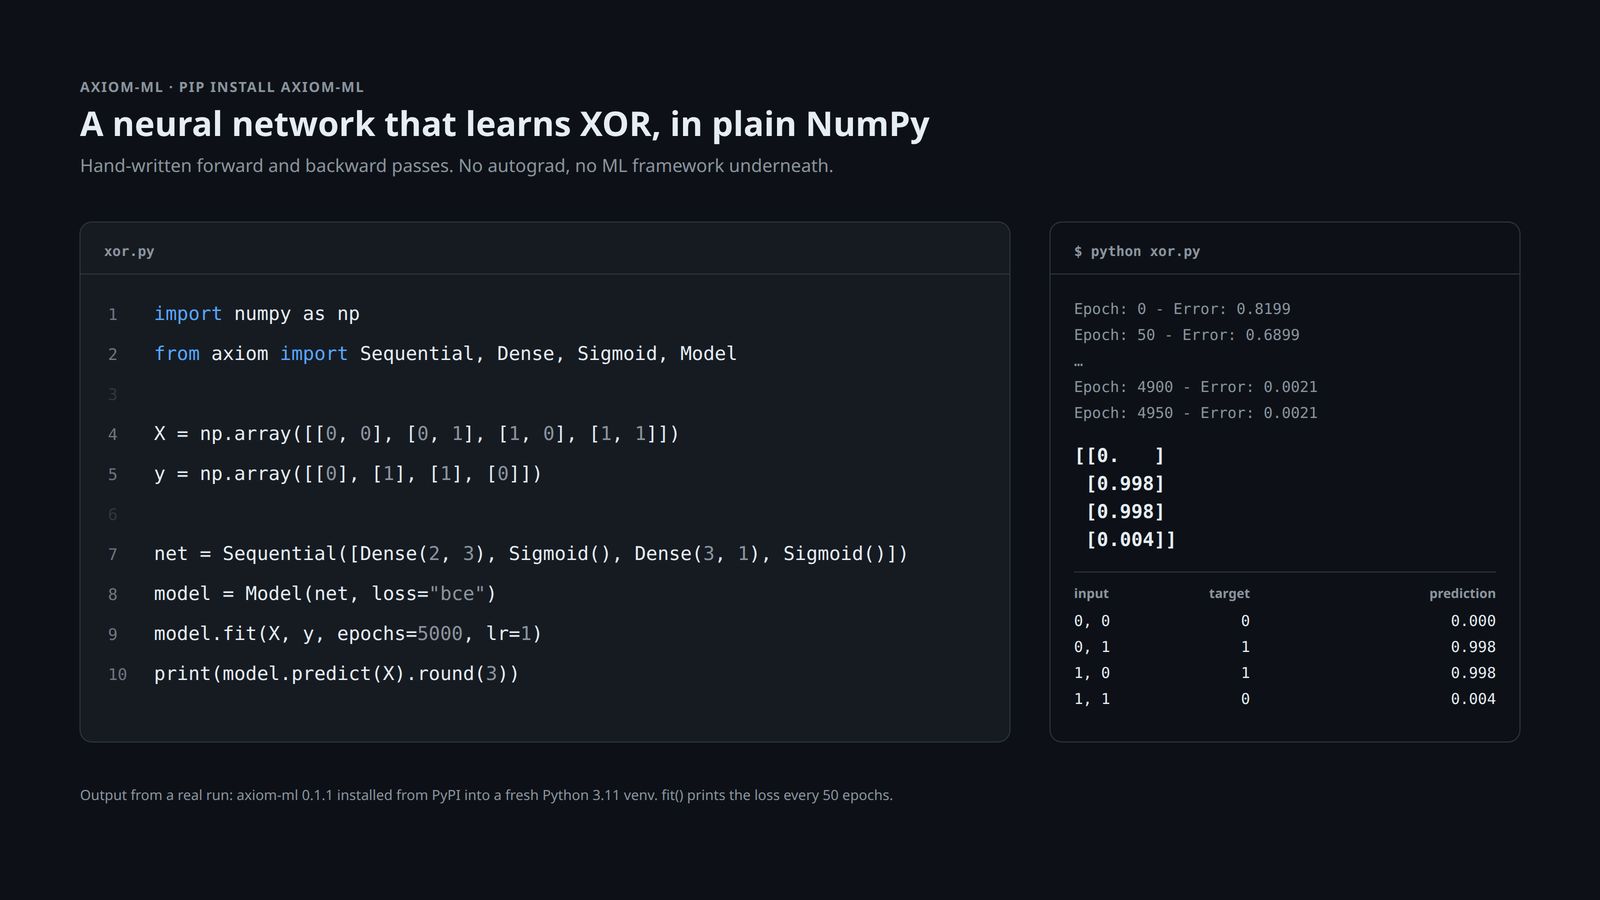 AXIOM-ML · PIP INSTALL AXIOM-ML
A neural network that learns XOR, in plain NumPy
Hand-written forward and backward passes. No autograd, no ML framework underneath.
xor.py
1 import numpy as np
2 from axiom import Sequential, Dense, Sigmoid, Model
3
4 X = np.array([[0, 0], [0, 1], [1, 0], [1, 1]])
5 y = np.array([[0], [1], [1], [0]])
6
7 net = Sequential([Dense(2, 3), Sigmoid(), Dense(3, 1), Sigmoid()])
8 model = Model(net, loss="bce")
9 model.fit(X, y, epochs=5000, lr=1)
10 print(model.predict(X).round(3))
$ python xor.py
Epoch: 0 - Error: 0.8199
Epoch: 50 - Error: 0.6899
…
Epoch: 4900 - Error: 0.0021
Epoch: 4950 - Error: 0.0021
[[0.   ]
 [0.998]
 [0.998]
 [0.004]]
input target prediction
0, 0 0 0.000
0, 1 1 0.998
1, 0 1 0.998
1, 1 0 0.004
Output from a real run: axiom-ml 0.1.1 installed from PyPI into a fresh Python 3.11 venv. fit() prints the loss every 50 epochs.